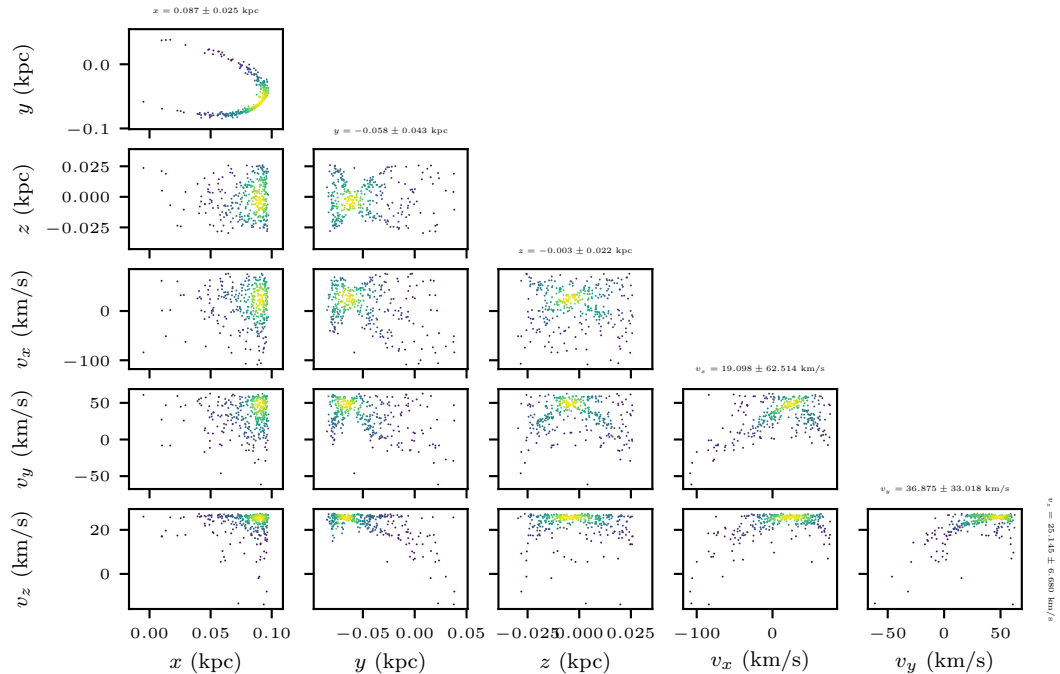 x = 0.087 ± 0.025 kpc
y (kpc)
0.0
−0.1
y = −0.058 ± 0.043 kpc
z (kpc)
0.025
0.000
−0.025
z = −0.003 ± 0.022 kpc
v_x (km/s)
0
−100
v_x = 19.098 ± 62.514 km/s
v_y (km/s)
50
0
−50
v_y = 36.875 ± 33.018 km/s
v_z (km/s)
20
0
v_z = 25.145 ± 6.680 km/s
0.00 0.05 0.10
−0.05 0.00 0.05
−0.025 0.000 0.025
−100 0
−50 0 50
x (kpc)
y (kpc)
z (kpc)
v_x (km/s)
v_y (km/s)